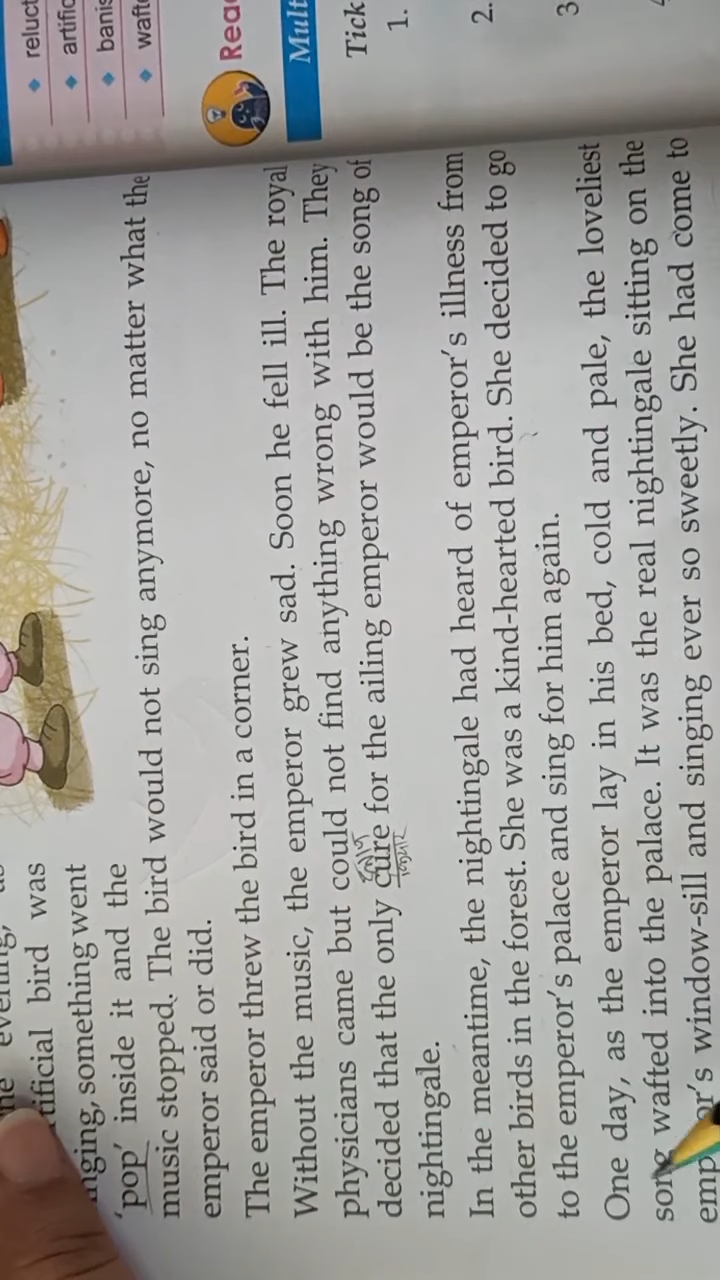 tificial bird was
nging, something went
'pop' inside it and the
music stopped. The bird would not sing anymore, no matter what the
emperor said or did.
The emperor threw the bird in a corner.
Without the music, the emperor grew sad. Soon he fell ill. The royal
physicians came but could not find anything wrong with him. They
decided that the only cure for the ailing emperor would be the song of
nightingale.
In the meantime, the nightingale had heard of emperor's illness from
other birds in the forest. She was a kind-hearted bird. She decided to go
to the emperor's palace and sing for him again.
One day, as the emperor lay in his bed, cold and pale, the loveliest
song wafted into the palace. It was the real nightingale sitting on the
emp or's window-sill and singing ever so sweetly. She had come to
reluct
artific
banis
wafte
Read
Mult
Tick
1.
2.
3